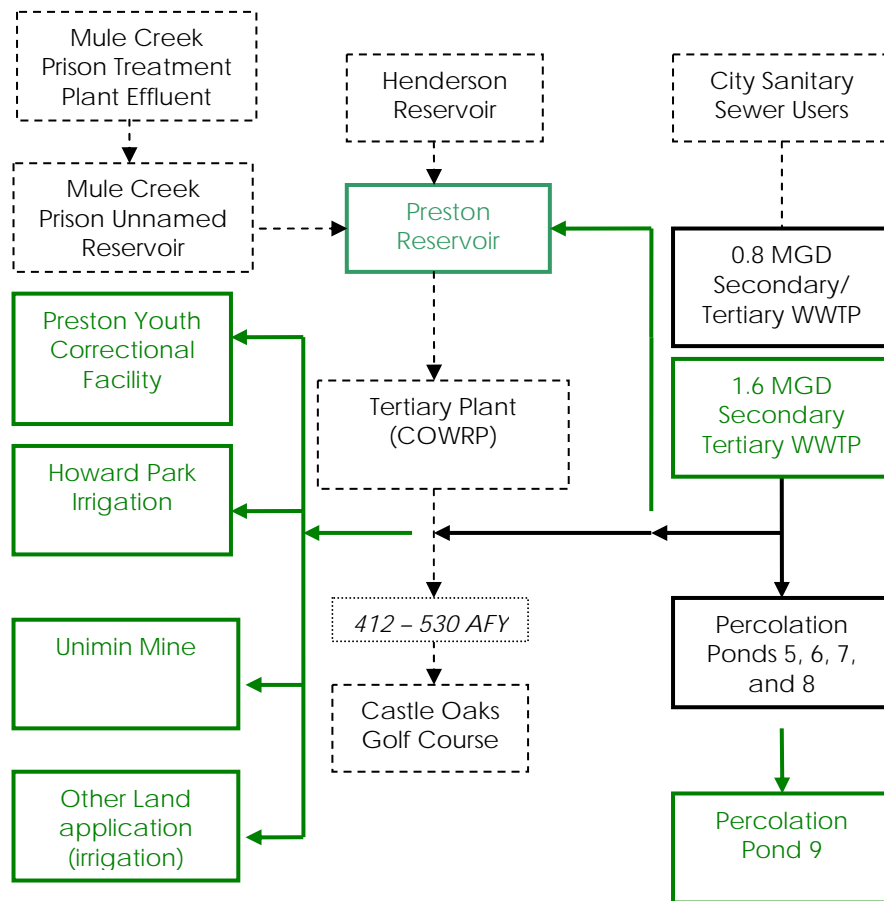 Mule Creek
Prison Treatment
Plant Effluent
Henderson
Reservoir
City Sanitary
Sewer Users
Mule Creek
Prison Unnamed
Reservoir
Preston
Reservoir
0.8 MGD
Secondary/
Tertiary WWTP
Preston Youth
Correctional
Facility
1.6 MGD
Secondary
Tertiary WWTP
Tertiary Plant
(COWRP)
Howard Park
Irrigation
412 – 530 AFY
Unimin Mine
Percolation
Ponds 5, 6, 7,
and 8
Castle Oaks
Golf Course
Other Land
application
(irrigation)
Percolation
Pond 9